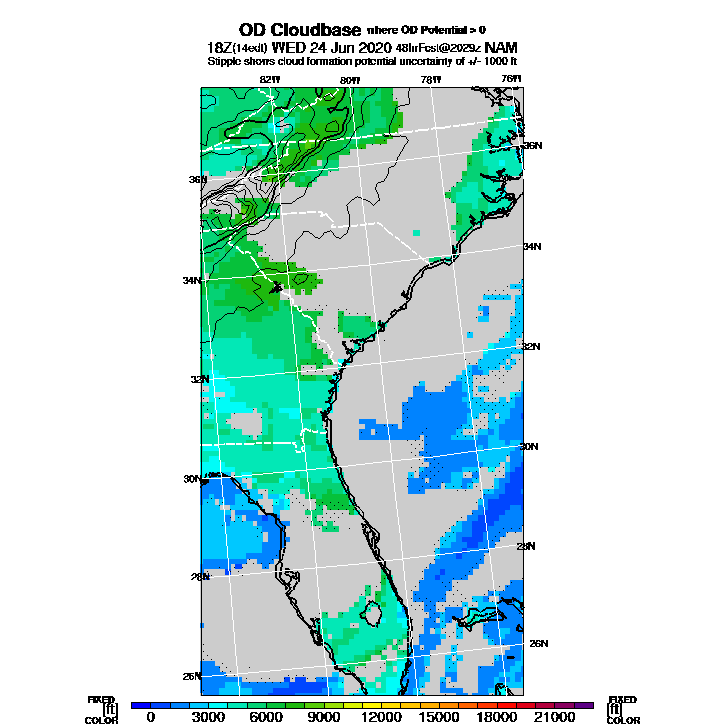 OD Cloudbase where OD Potential > 0
18Z(14edt) WED 24 Jun 2020 48hrFcst@2029z NAM
Stipple shows cloud formation potential uncertainty of +/- 1000 ft
82W 80W 78W 76W
36N 36N
34N 34N
32N 32N
30N 30N
28N 28N
26N 26N
FIXED FIXED
[ft] [ft]
COLOR COLOR
0 3000 6000 9000 12000 15000 18000 21000